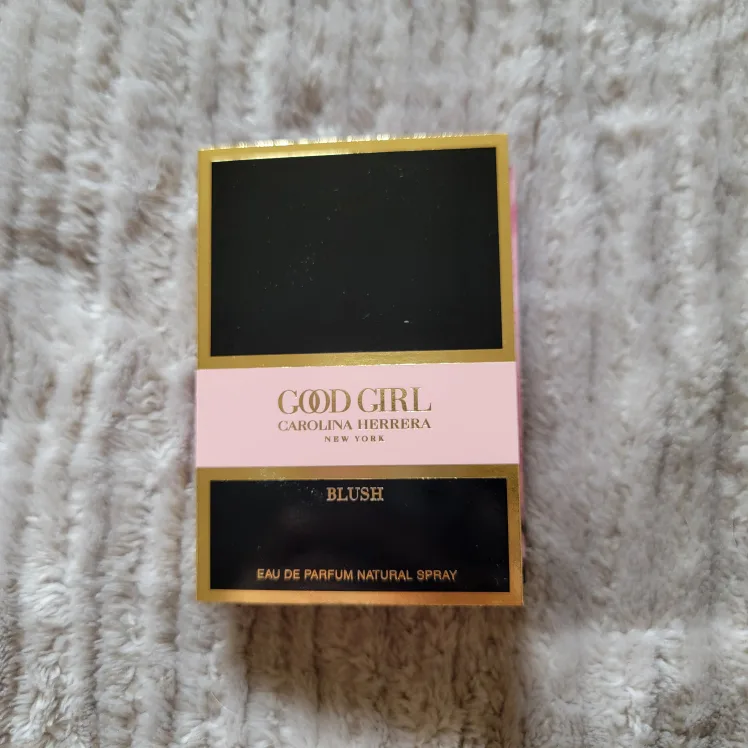 GOOD GIRL
CAROLINA HERRERA
NEW YORK
BLUSH
EAU DE PARFUM NATURAL SPRAY